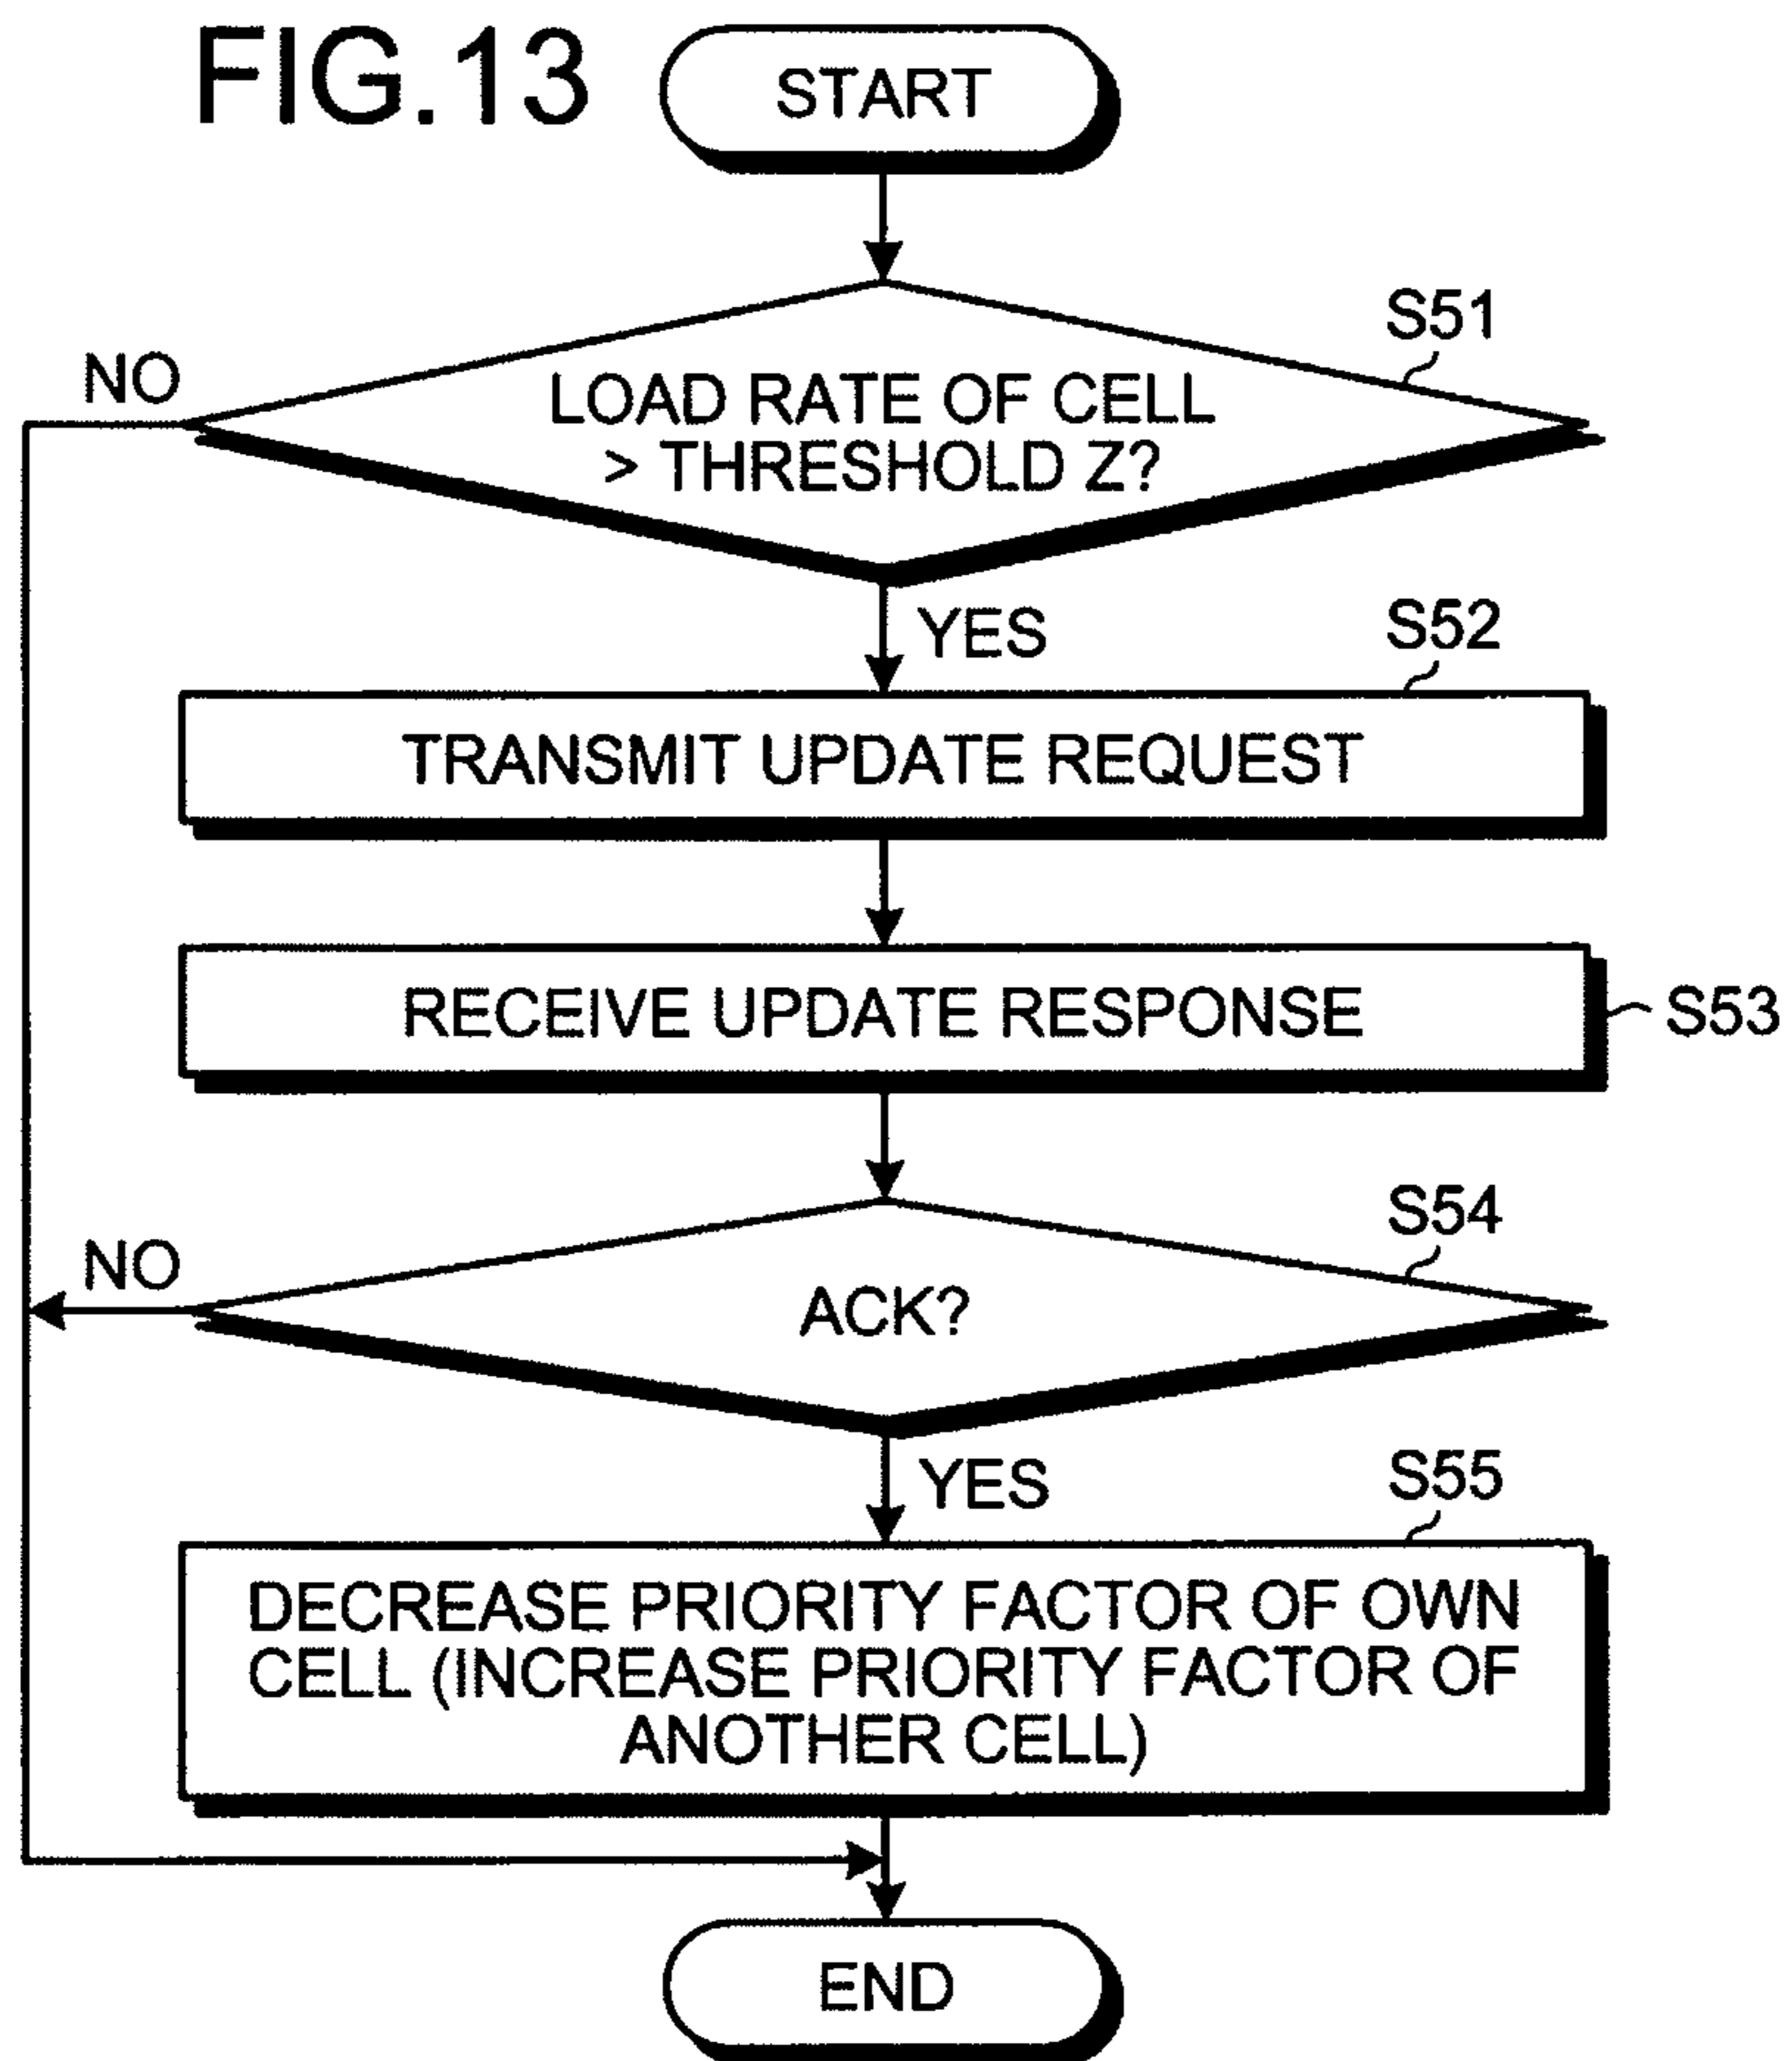 FIG.13
START
S51
NO
LOAD RATE OF CELL
> THRESHOLD Z?
YES
S52
TRANSMIT UPDATE REQUEST
RECEIVE UPDATE RESPONSE
S53
S54
NO
ACK?
YES
S55
DECREASE PRIORITY FACTOR OF OWN
CELL (INCREASE PRIORITY FACTOR OF
ANOTHER CELL)
END